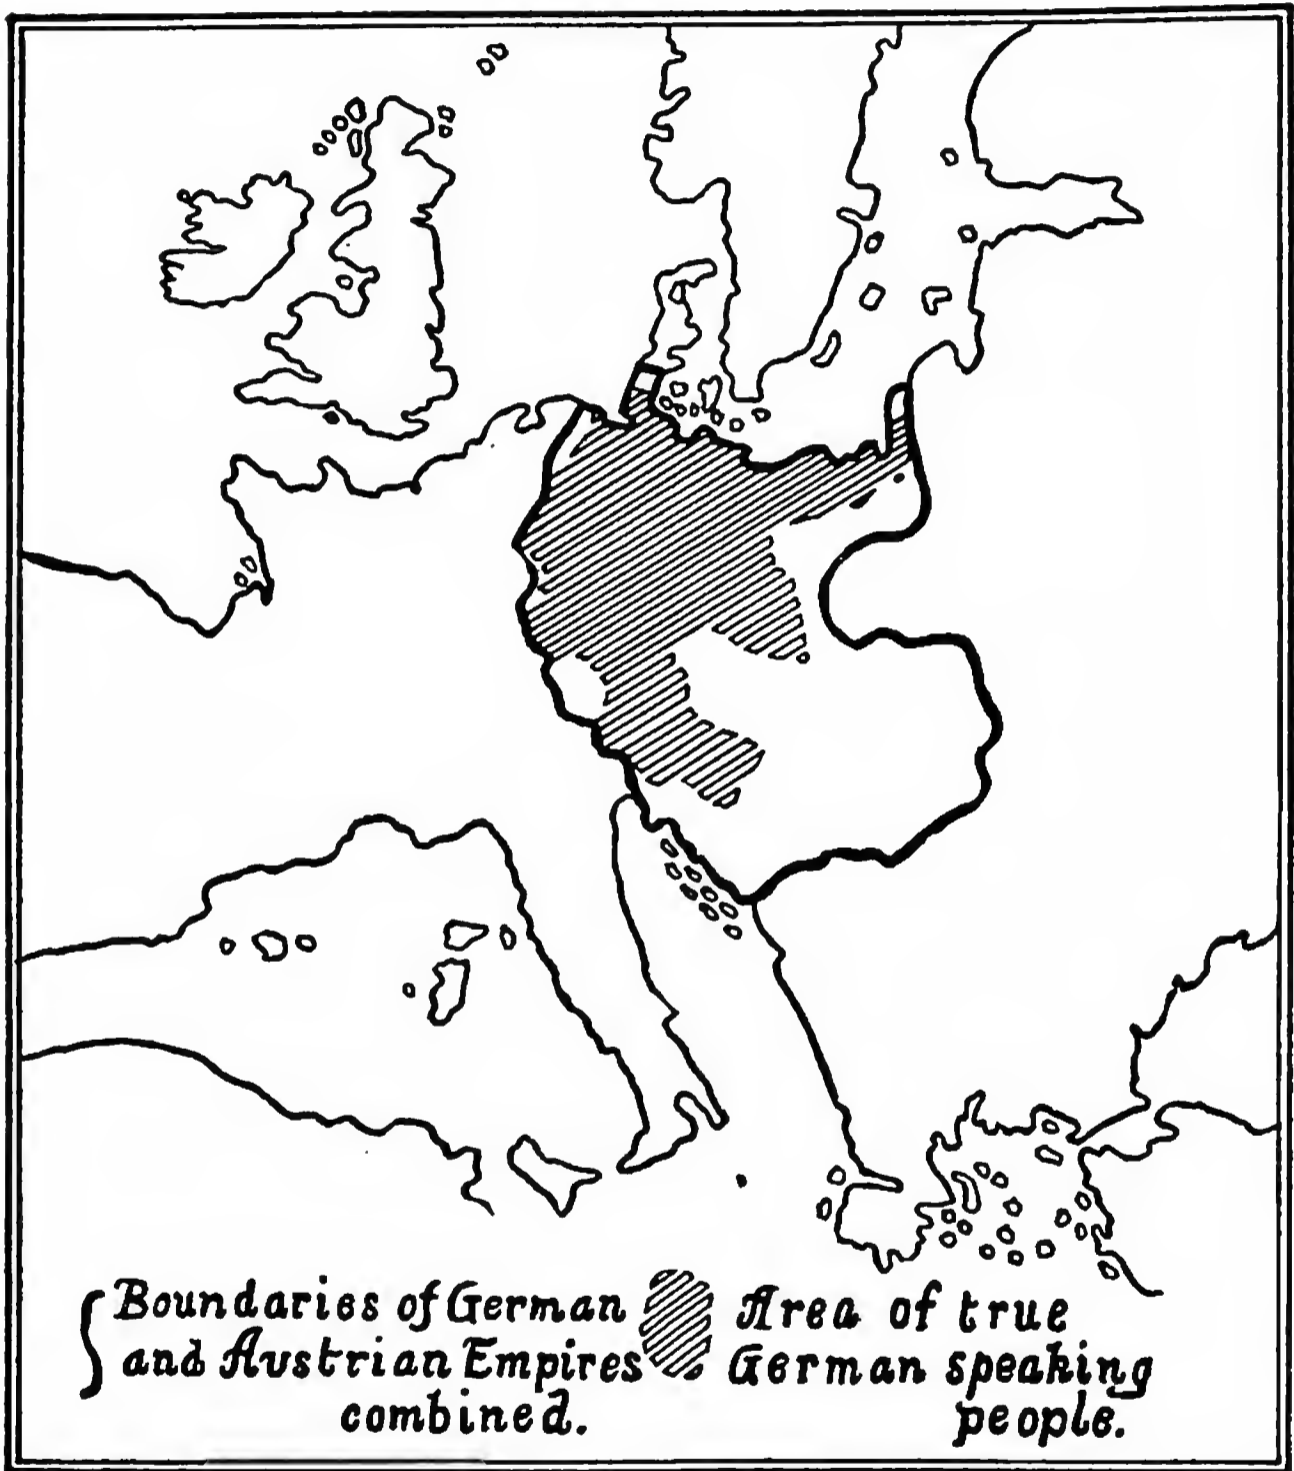 Boundaries of German
and Austrian Empires
combined.
Area of true
German speaking
people.